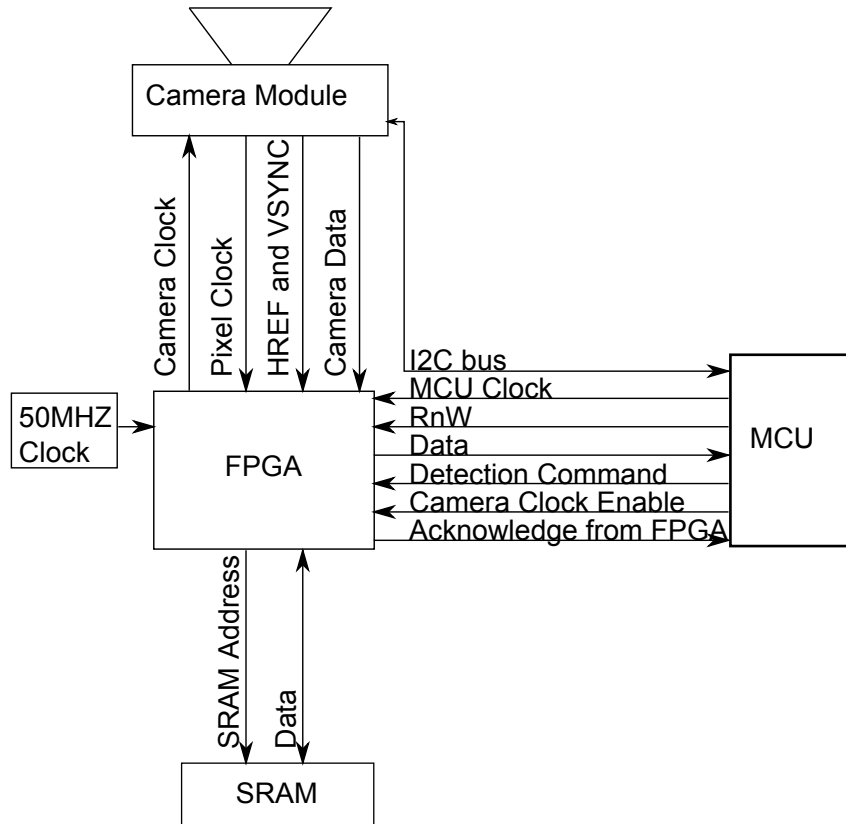 Camera Module
Camera Clock
Pixel Clock
HREF and VSYNC
Camera Data
I2C bus
MCU Clock
RnW
Data
Detection Command
Camera Clock Enable
Acknowledge from FPGA
MCU
50MHZ
Clock
FPGA
SRAM Address
Data
SRAM